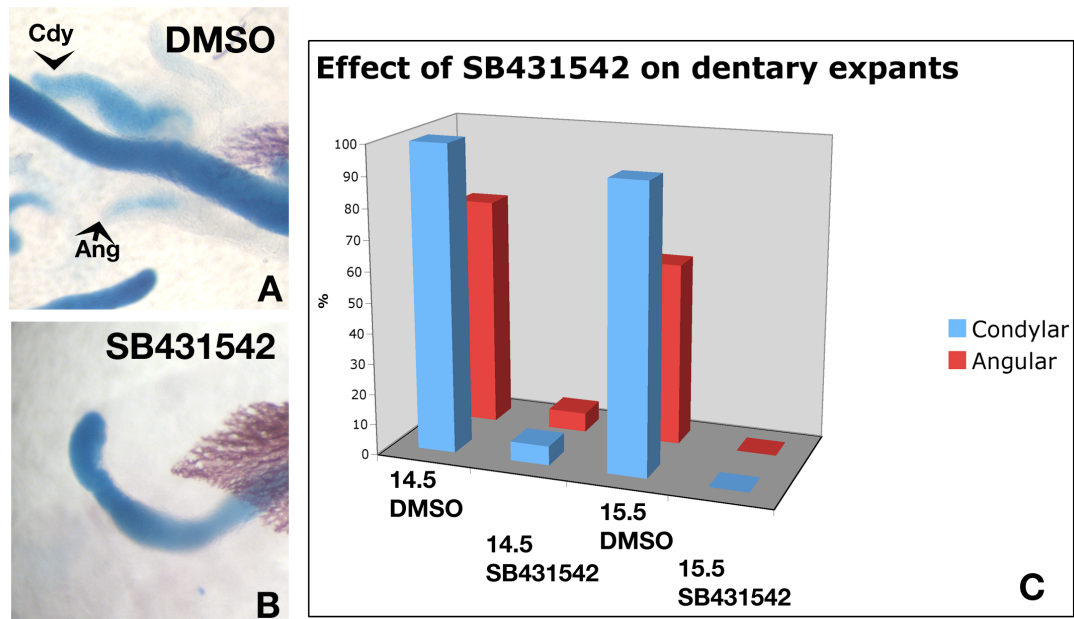 Cdy
DMSO
Ang
A
SB431542
B
Effect of SB431542 on dentary expants
100
90
80
70
60
50
40
30
20
10
0
%
14.5
DMSO
14.5
SB431542
15.5
DMSO
15.5
SB431542
Condylar
Angular
C